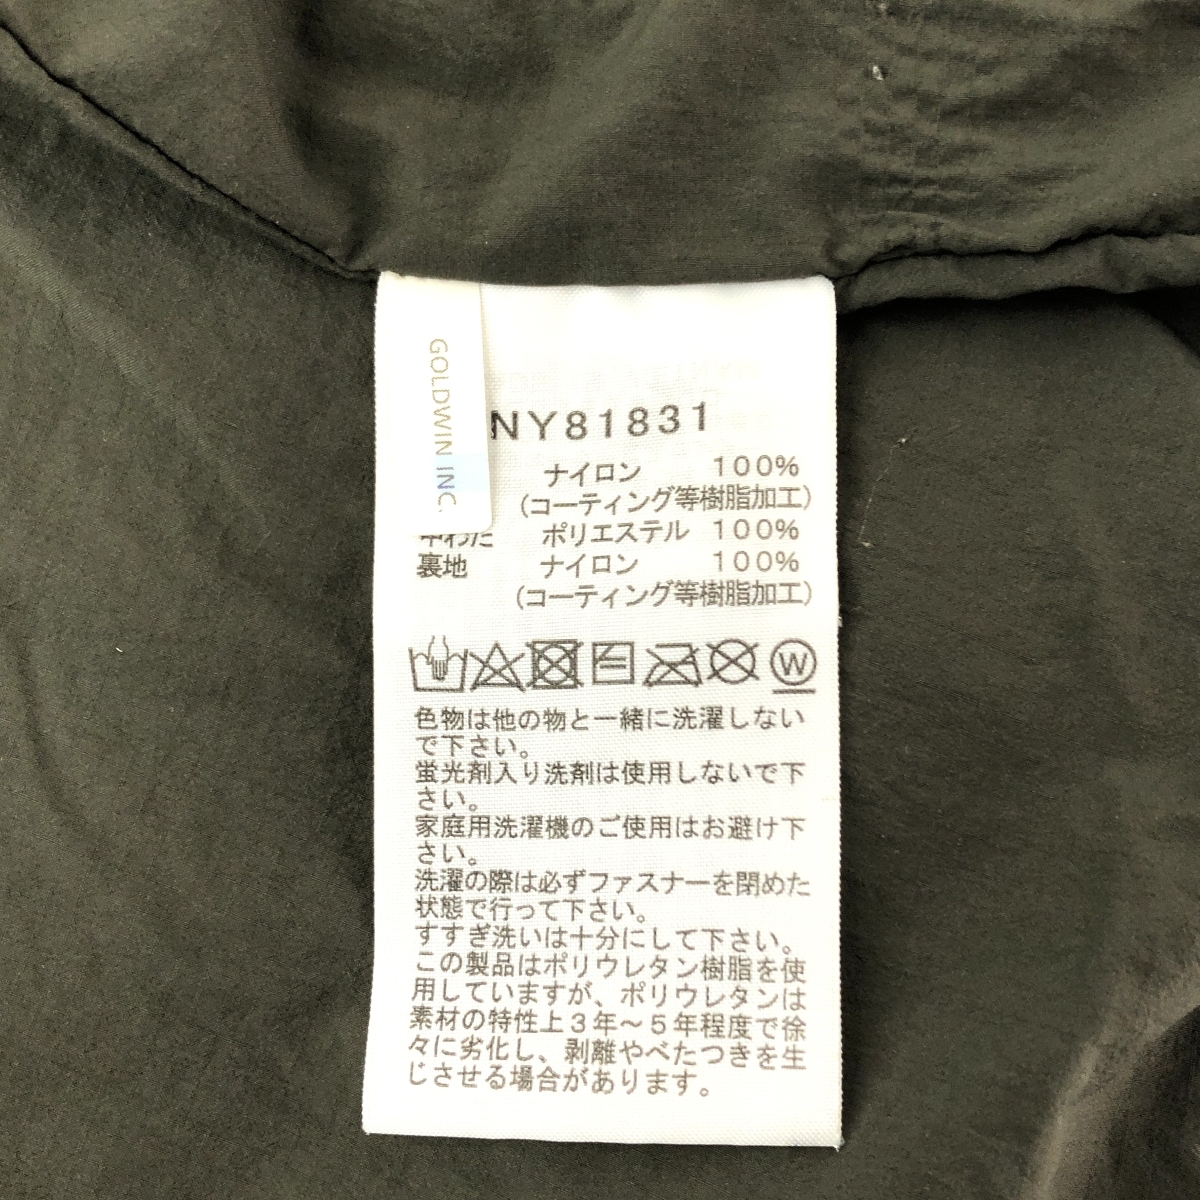 GOLDWIN INC.
NY81831
ナイロン 100%
(コーティング等樹脂加工)
中わた ポリエステル 100%
裏地 ナイロン 100%
(コーティング等樹脂加工)
W
色物は他の物と一緒に洗濯しない
で下さい。
蛍光剤入り洗剤は使用しないで下
さい。
家庭用洗濯機のご使用はお避け下
さい。
洗濯の際は必ずファスナーを閉めた
状態で行って下さい。
すすぎ洗いは十分にして下さい。
この製品はポリウレタン樹脂を使
用していますが、ポリウレタンは
素材の特性上3年～5年程度で徐
々に劣化し、剥離やべたつきを生
じさせる場合があります。